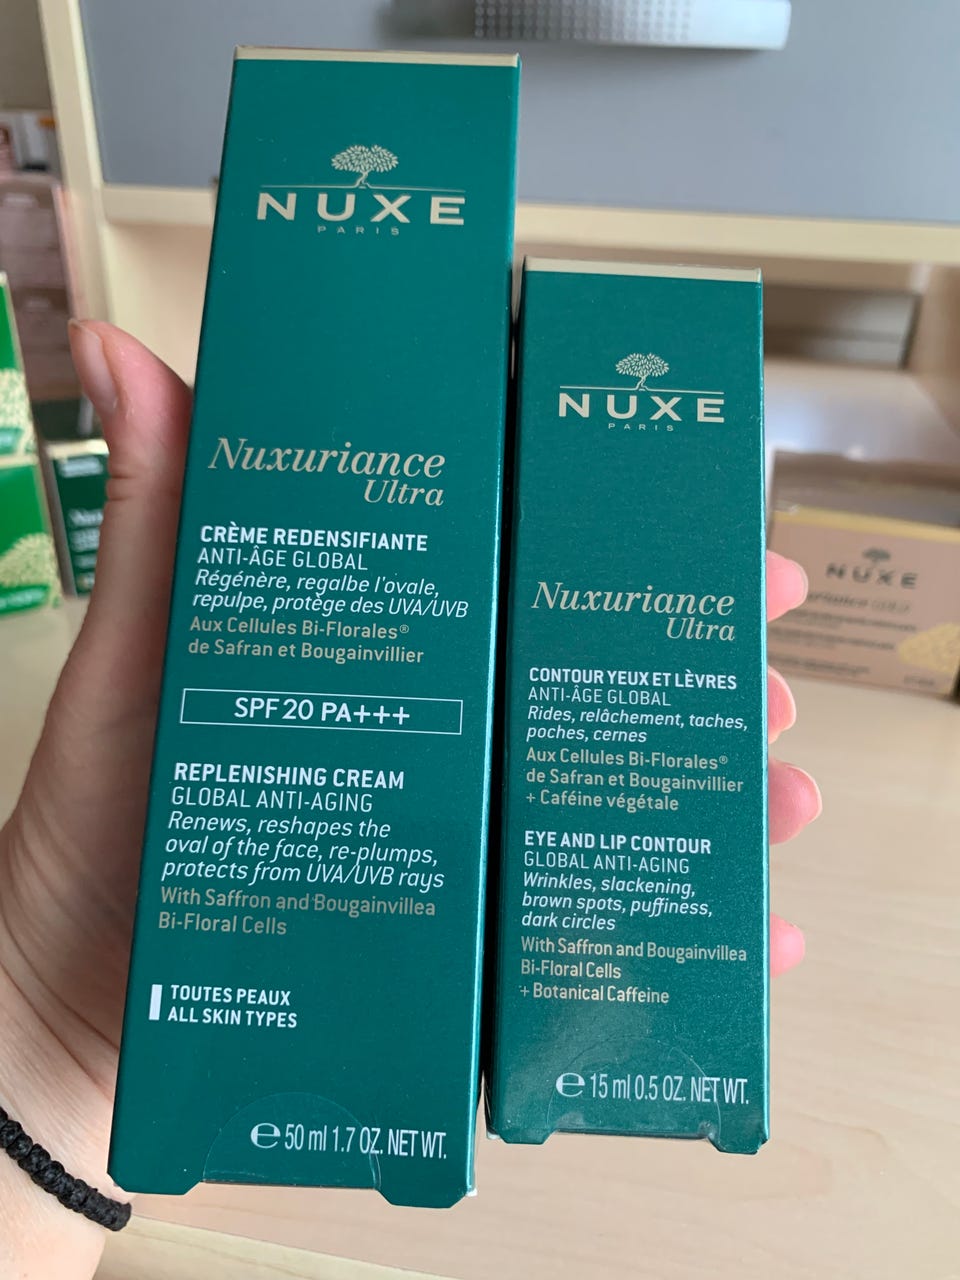 NUXE
PARIS
Nuxuriance
Ultra
CRÈME REDENSIFIANTE
ANTI-ÂGE GLOBAL
Régénère, regalbe l'ovale,
repulpe, protège des UVA/UVB
Aux Cellules Bi-Florales®
de Safran et Bougainvillier
SPF 20 PA+++
REPLENISHING CREAM
GLOBAL ANTI-AGING
Renews, reshapes the
oval of the face, re-plumps,
protects from UVA/UVB rays
With Saffron and Bougainvillea
Bi-Floral Cells
TOUTES PEAUX
ALL SKIN TYPES
℮ 50 ml 1.7 OZ. NET WT.
NUXE
PARIS
Nuxuriance
Ultra
CONTOUR YEUX ET LÈVRES
ANTI-ÂGE GLOBAL
Rides, relâchement, taches,
poches, cernes
Aux Cellules Bi-Florales®
de Safran et Bougainvillier
+ Caféine végétale
EYE AND LIP CONTOUR
GLOBAL ANTI-AGING
Wrinkles, slackening,
brown spots, puffiness,
dark circles
With Saffron and Bougainvillea
Bi-Floral Cells
+ Botanical Caffeine
℮ 15 ml 0.5 OZ. NET WT.
NUXE